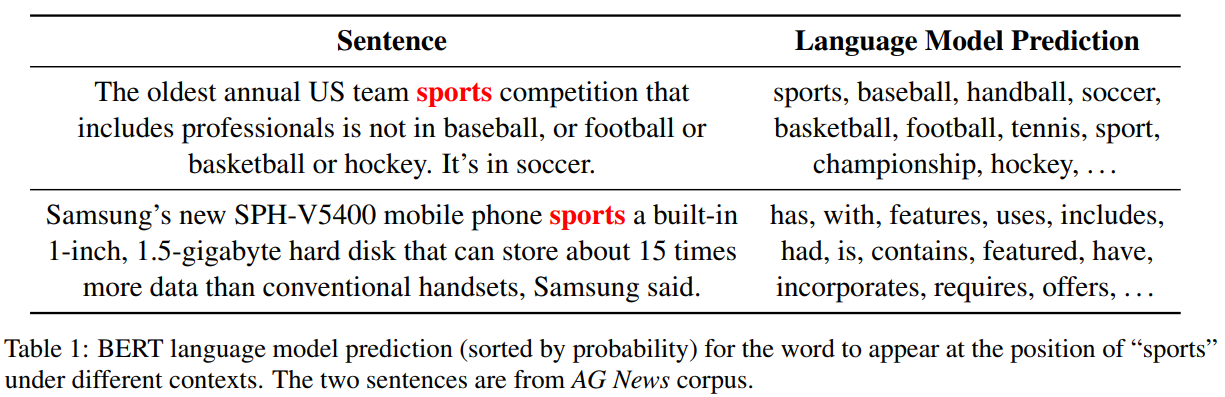 Sentence Language Model Prediction
The oldest annual US team sports competition that
includes professionals is not in baseball, or football or
basketball or hockey. It's in soccer.
sports, baseball, handball, soccer,
basketball, football, tennis, sport,
championship, hockey, ...
Samsung's new SPH-V5400 mobile phone sports a built-in
1-inch, 1.5-gigabyte hard disk that can store about 15 times
more data than conventional handsets, Samsung said.
has, with, features, uses, includes,
had, is, contains, featured, have,
incorporates, requires, offers, ...
Table 1: BERT language model prediction (sorted by probability) for the word to appear at the position of “sports”
under different contexts. The two sentences are from AG News corpus.